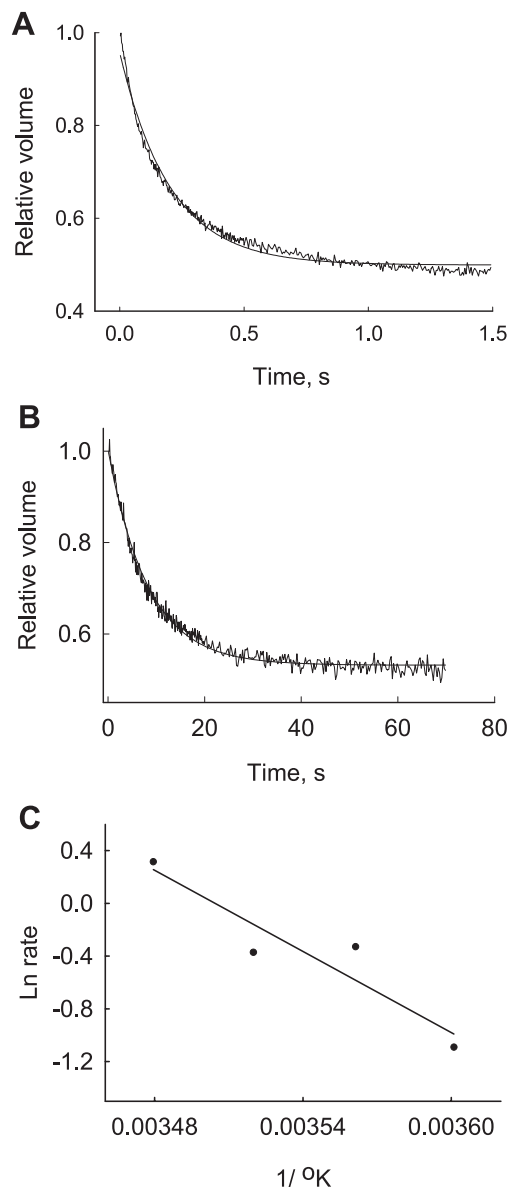 A
1.0
0.8
0.6
0.4
Relative volume
0.0 0.5 1.0 1.5
Time, s
B
1.0
0.8
0.6
Relative volume
0 20 40 60 80
Time, s
C
0.4
0.0
-0.4
-0.8
-1.2
Ln rate
0.00348 0.00354 0.00360
1/ ºK